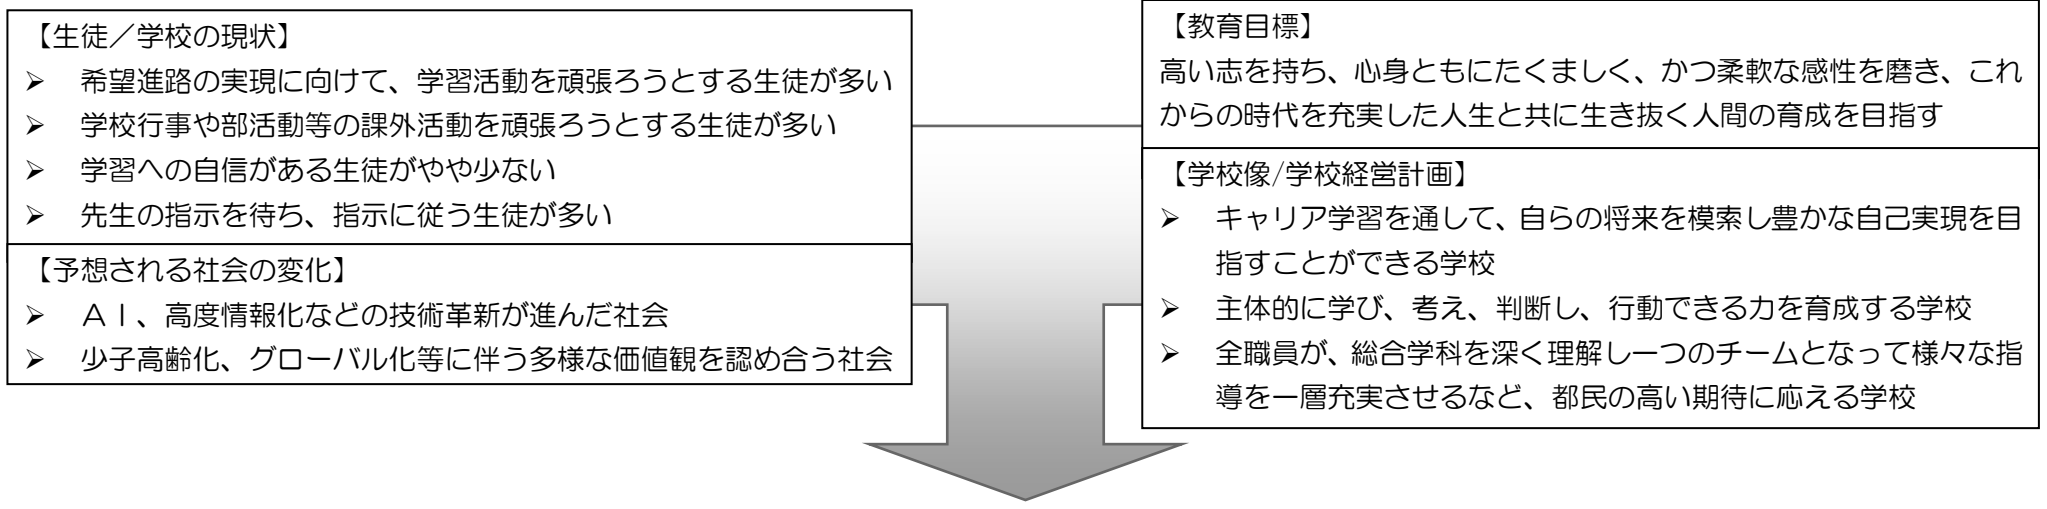 【生徒／学校の現状】
➢ 希望進路の実現に向けて、学習活動を頑張ろうとする生徒が多い
➢ 学校行事や部活動等の課外活動を頑張ろうとする生徒が多い
➢ 学習への自信がある生徒がやや少ない
➢ 先生の指示を待ち、指示に従う生徒が多い
【予想される社会の変化】
➢ ＡＩ、高度情報化などの技術革新が進んだ社会
➢ 少子高齢化、グローバル化等に伴う多様な価値観を認め合う社会
【教育目標】
高い志を持ち、心身ともにたくましく、かつ柔軟な感性を磨き、これ
からの時代を充実した人生と共に生き抜く人間の育成を目指す
【学校像/学校経営計画】
➢ キャリア学習を通して、自らの将来を模索し豊かな自己実現を目
指すことができる学校
➢ 主体的に学び、考え、判断し、行動できる力を育成する学校
➢ 全職員が、総合学科を深く理解し一つのチームとなって様々な指
導を一層充実させるなど、都民の高い期待に応える学校